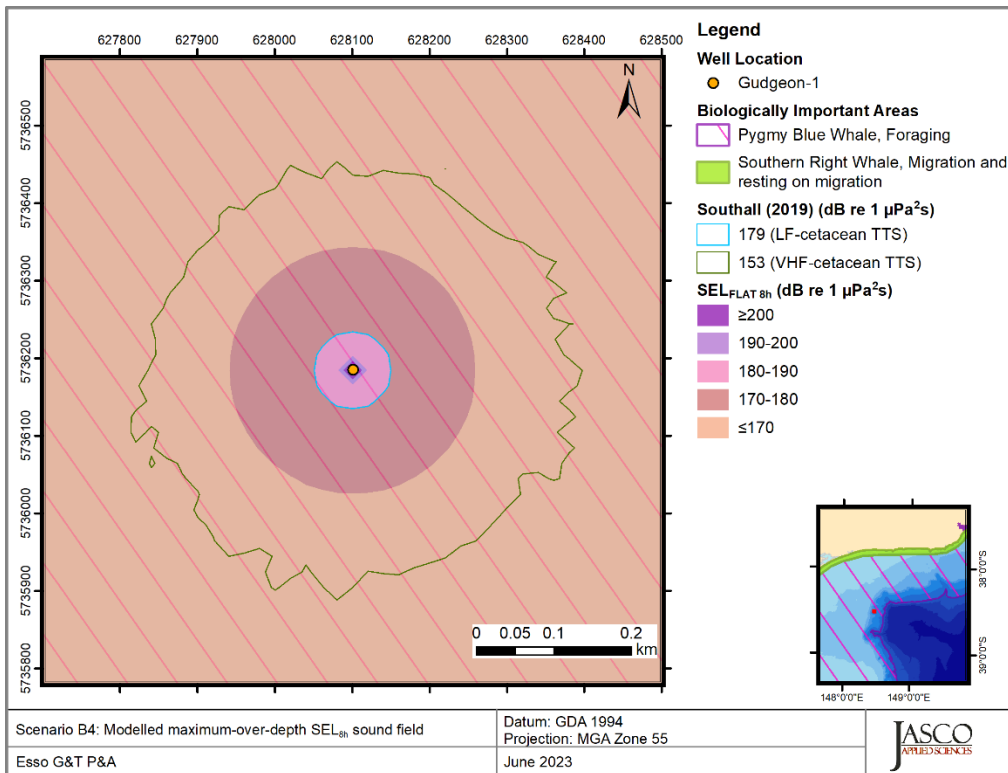 627800 627900 628000 628100 628200 628300 628400 628500
5736500
5736400
5736300
5736200
5736100
5736000
5735900
5735800
N
0 0.05 0.1 0.2
km
Legend
Well Location
Gudgeon-1
Biologically Important Areas
Pygmy Blue Whale, Foraging
Southern Right Whale, Migration and
resting on migration
Southall (2019) (dB re 1 µPa²s)
179 (LF-cetacean TTS)
153 (VHF-cetacean TTS)
SEL FLAT 8h (dB re 1 µPa²s)
≥200
190-200
180-190
170-180
≤170
38°0'0"S
39°0'0"S
148°0'0"E 149°0'0"E
Scenario B4: Modelled maximum-over-depth SEL8h sound field
Esso G&T P&A
Datum: GDA 1994
Projection: MGA Zone 55
June 2023
JASCO
APPLIED SCIENCES